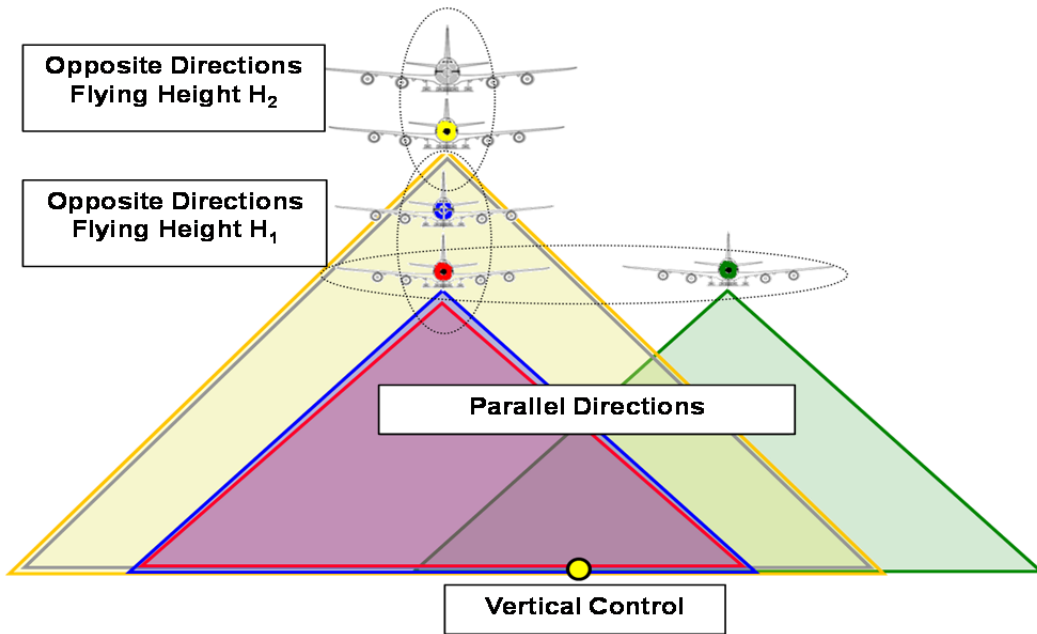 Opposite Directions
Flying Height H₂
Opposite Directions
Flying Height H₁
Parallel Directions
Vertical Control